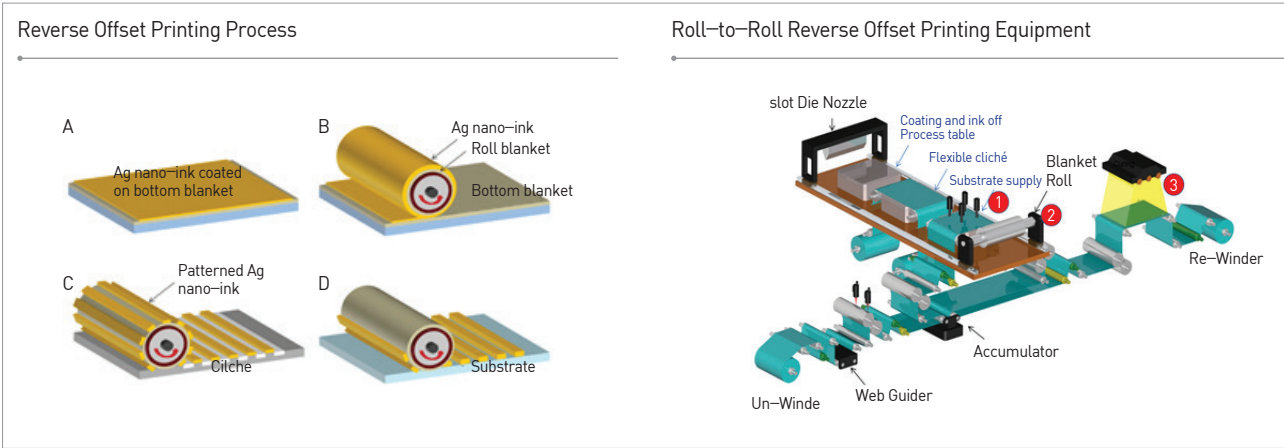 Reverse Offset Printing Process
A
Ag nano–ink coated
on bottom blanket
B
Ag nano–ink
Roll blanket
Bottom blanket
C
Patterned Ag
nano–ink
Cilche
D
Substrate
Roll–to–Roll Reverse Offset Printing Equipment
slot Die Nozzle
Coating and ink off
Process table
Flexible cliché
Substrate supply
1
Blanket
Roll
2
3
Re–Winder
Accumulator
Web Guider
Un–Winde